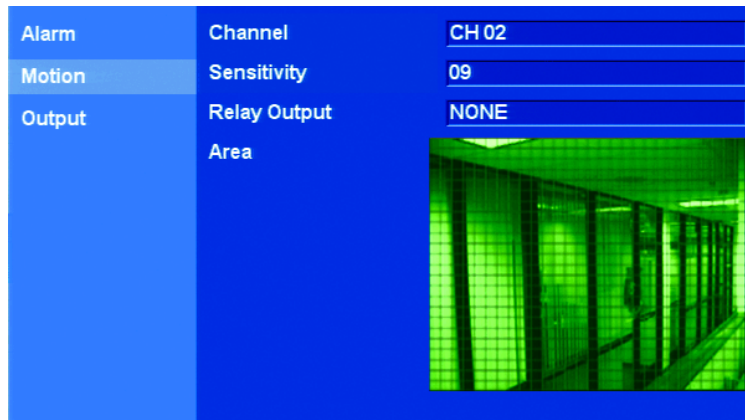 Alarm
Motion
Output
Channel CH 02
Sensitivity 09
Relay Output NONE
Area